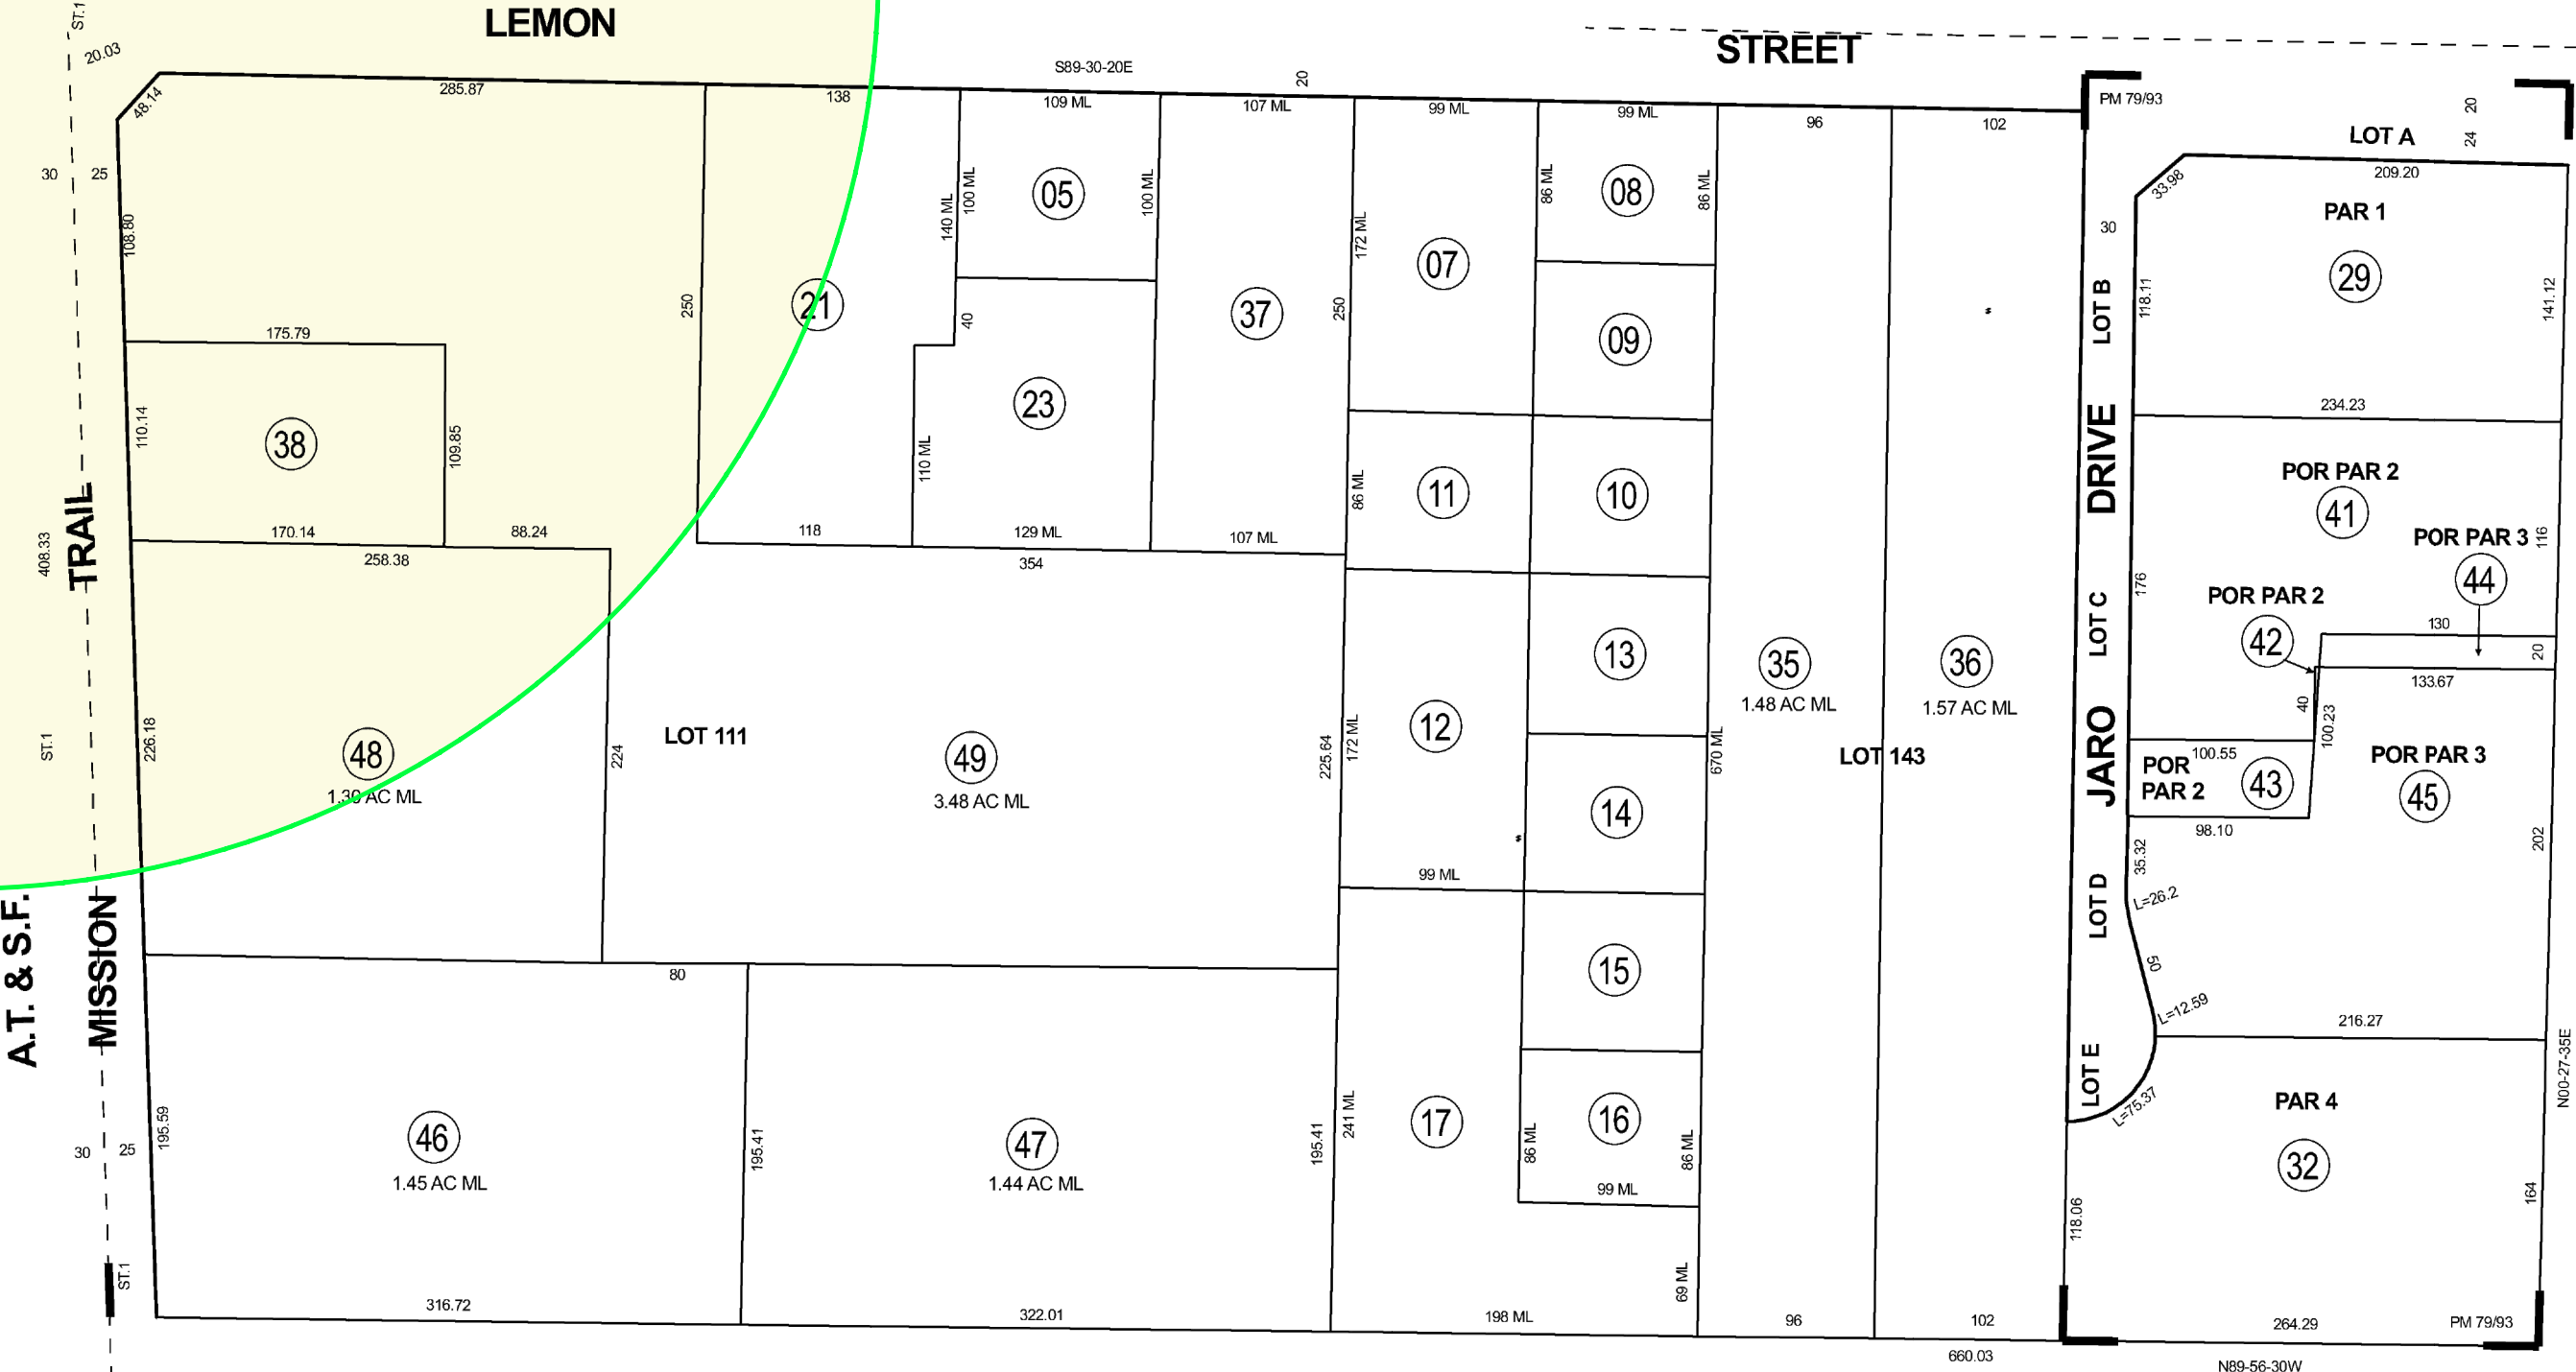 LEMON
STREET
ST.1
20.03
48.14
285.87
138
S89-30-20E
20
109 ML
107 ML
99 ML
99 ML
96
102
PM 79/93
LOT A
20
24
209.20
33.98
30
25
108.80
140 ML
100 ML
05
100 ML
172 ML
86 ML
08
86 ML
30
PAR 1
29
118.11
141.12
LOT B
250
21
40
37
250
07
09
175.79
38
110.14
109.85
23
110 ML
234.23
DRIVE
POR PAR 2
41
POR PAR 3
116
44
170.14
88.24
258.38
118
129 ML
107 ML
354
86 ML
11
10
408.33
TRAIL
176
LOT C
POR PAR 2
42
130
20
133.67
40
100.23
13
35
1.48 AC ML
36
1.57 AC ML
ST.1
226.18
48
1.30 AC ML
224
LOT 111
49
3.48 AC ML
225.64
172 ML
12
14
670 ML
LOT 143
JARO
100.55
POR
PAR 2
43
98.10
POR PAR 3
45
202
35.32
99 ML
LOT D
L=26.2
50
L=12.59
216.27
A.T. & S.F.
MISSION
80
15
LOT E
L=75.37
N00-27-35E
195.59
46
1.45 AC ML
195.41
47
1.44 AC ML
195.41
241 ML
17
86 ML
16
86 ML
99 ML
PAR 4
32
164
118.06
30
25
ST.1
316.72
322.01
198 ML
69 ML
96
102
264.29
PM 79/93
660.03
N89-56-30W